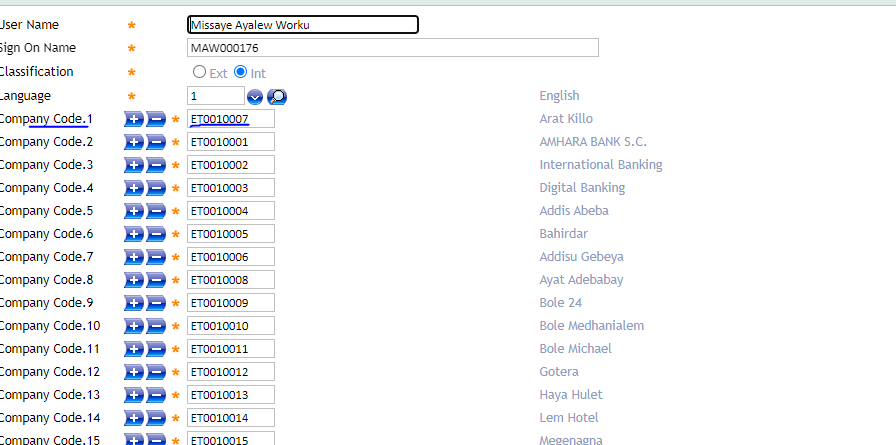 User Name * Missaye Ayalew Worku
Sign On Name * MAW000176
Classification * Ext Int
Language * 1 English
Company Code.1 * ET0010007 Arat Killo
Company Code.2 * ET0010001 AMHARA BANK S.C.
Company Code.3 * ET0010002 International Banking
Company Code.4 * ET0010003 Digital Banking
Company Code.5 * ET0010004 Addis Abeba
Company Code.6 * ET0010005 Bahirdar
Company Code.7 * ET0010006 Addisu Gebeya
Company Code.8 * ET0010008 Ayat Adebabay
Company Code.9 * ET0010009 Bole 24
Company Code.10 * ET0010010 Bole Medhanialem
Company Code.11 * ET0010011 Bole Michael
Company Code.12 * ET0010012 Gotera
Company Code.13 * ET0010013 Haya Hulet
Company Code.14 * ET0010014 Lem Hotel
Company Code.15 * ET0010015 Megenagna